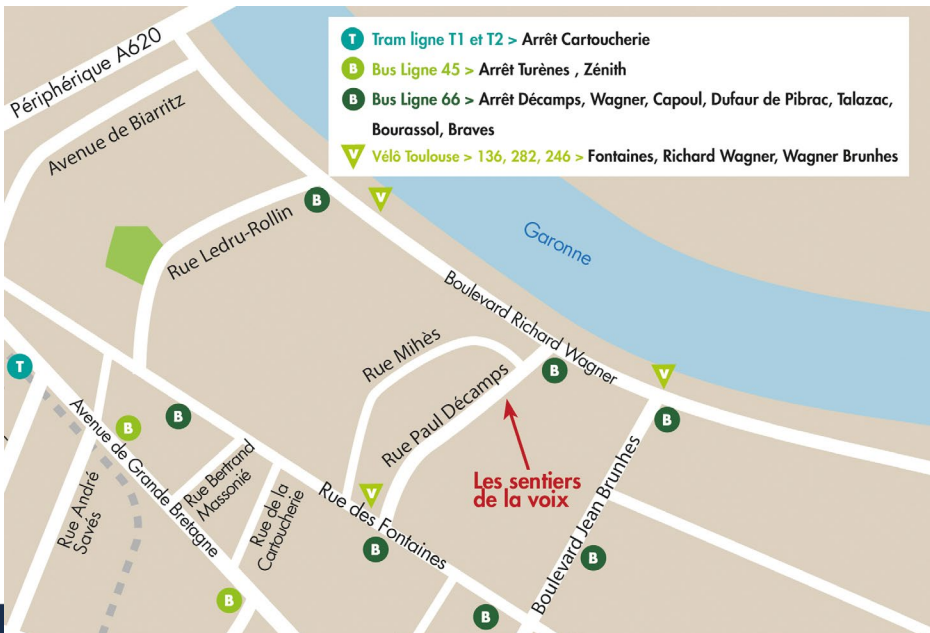 T Tram ligne T1 et T2 > Arrêt Cartoucherie
B Bus Ligne 45 > Arrêt Turènes , Zénith
B Bus Ligne 66 > Arrêt Décamps, Wagner, Capoul, Dufaur de Pibrac, Talazac,
Bourassol, Braves
V Vélô Toulouse > 136, 282, 246 > Fontaines, Richard Wagner, Wagner Brunhes
Périphérique A620
Avenue de Biarritz
B
V
Rue Ledru-Rollin
Garonne
Boulevard Richard Wagner
Rue Mihès
T
B
V
Rue Paul Décamps
B
B
B
Avenue de Grande Bretagne
Rue Bertrand
Massonié
Rue André
Savés
Rue de la
Cartoucherie
V
Rue des Fontaines
Les sentiers
de la voix
Boulevard Jean Brunhes
B
B
B
B